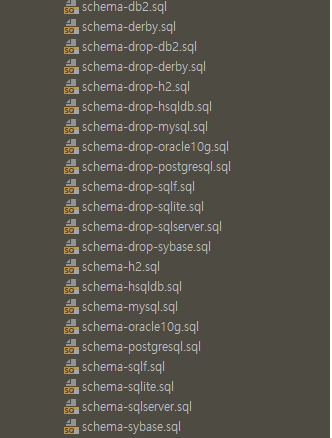 schema-db2.sql
schema-derby.sql
schema-drop-db2.sql
schema-drop-derby.sql
schema-drop-h2.sql
schema-drop-hsqldb.sql
schema-drop-mysql.sql
schema-drop-oracle10g.sql
schema-drop-postgresql.sql
schema-drop-sqlf.sql
schema-drop-sqlite.sql
schema-drop-sqlserver.sql
schema-drop-sybase.sql
schema-h2.sql
schema-hsqldb.sql
schema-mysql.sql
schema-oracle10g.sql
schema-postgresql.sql
schema-sqlf.sql
schema-sqlite.sql
schema-sqlserver.sql
schema-sybase.sql